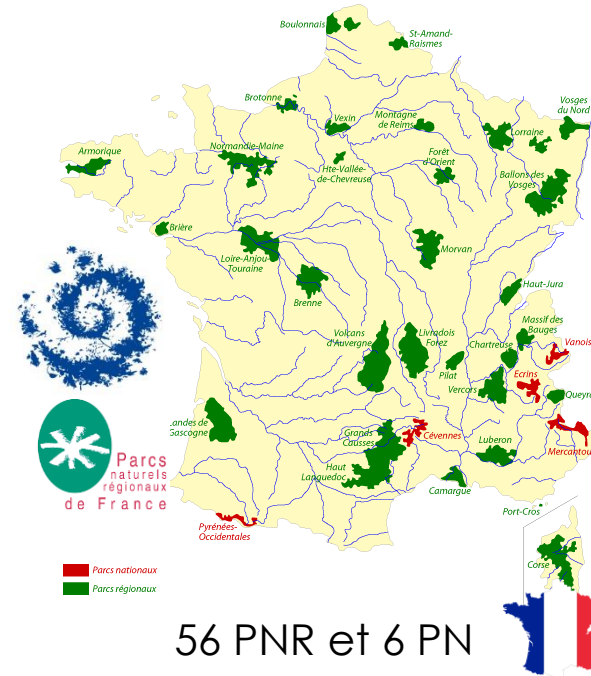 Boulonnais
St-Amand-
Raismes
Brotonne
Vexin
Montagne
de Reims
Vosges
du Nord
Lorraine
Armorique
Normandie-Maine
Hte-Vallée-
de-Chevreuse
Forêt
d'Orient
Ballons des
Vosges
Brière
Loire-Anjou-
Touraine
Morvan
Brenne
Haut-Jura
Massif des
Bauges
Volcans
d'Auvergne
Livradois
Forez
Chartreuse
Vanois
Pilat
Vercors
Ecrins
Queyr
Landes de
Gascogne
Grands
Causses
Cévennes
Luberon
Mercantou
Haut
Languedoc
Camargue
Parcs
naturels
régionaux
de France
Port-Cros
Pyrénées-
Occidentales
Corse
Parcs nationaux
Parcs régionaux
56 PNR et 6 PN